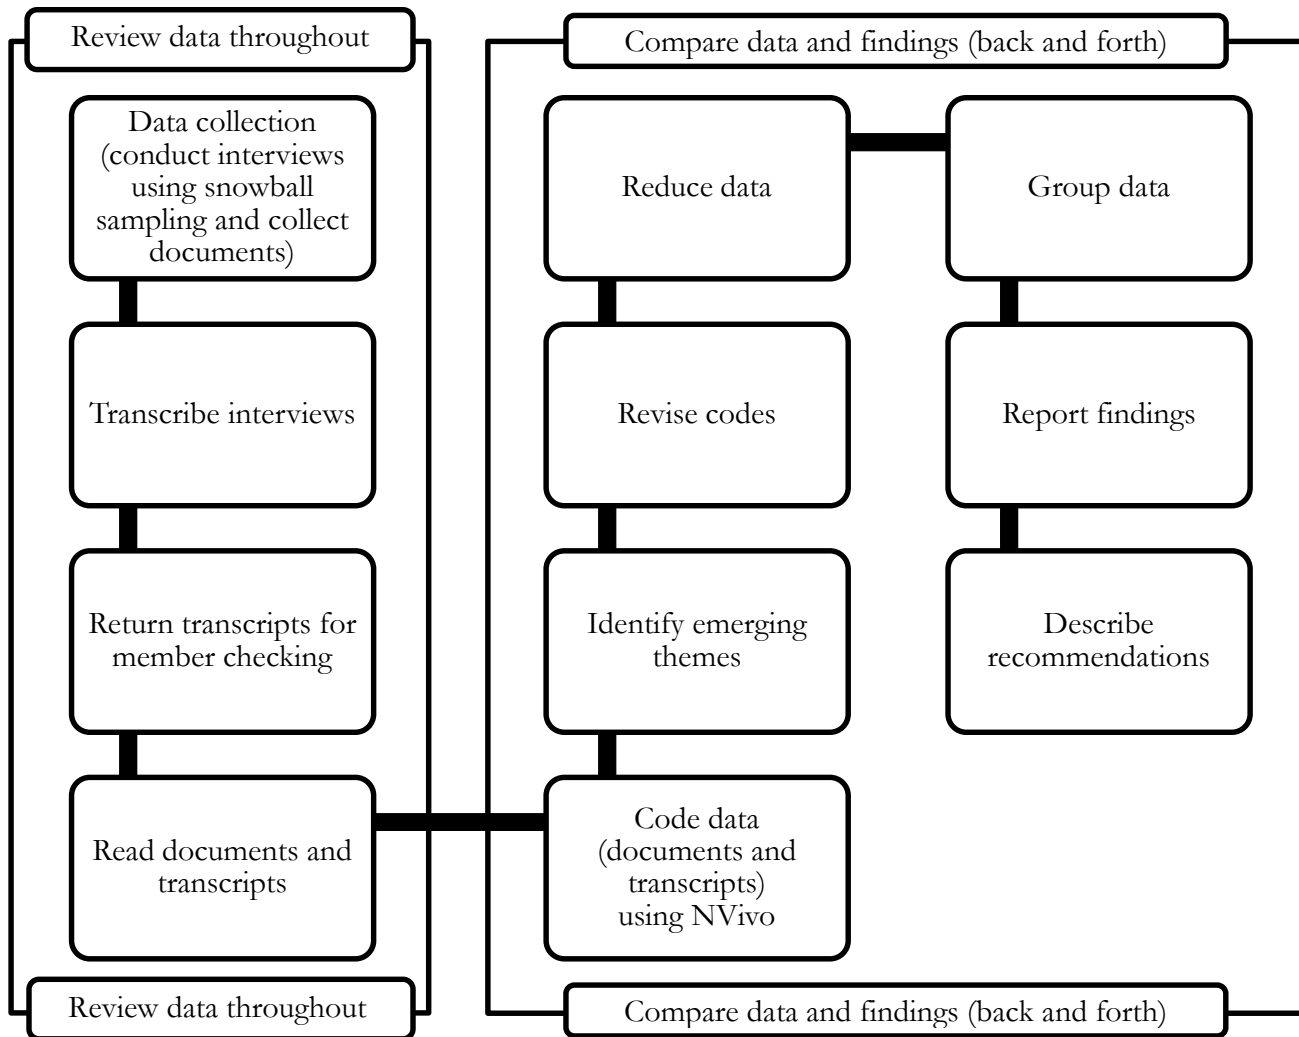 Review data throughout
Data collection
(conduct interviews
using snowball
sampling and collect
documents)
Transcribe interviews
Return transcripts for
member checking
Read documents and
transcripts
Review data throughout
Compare data and findings (back and forth)
Reduce data
Revise codes
Identify emerging
themes
Code data
(documents and
transcripts)
using NVivo
Group data
Report findings
Describe
recommendations
Compare data and findings (back and forth)